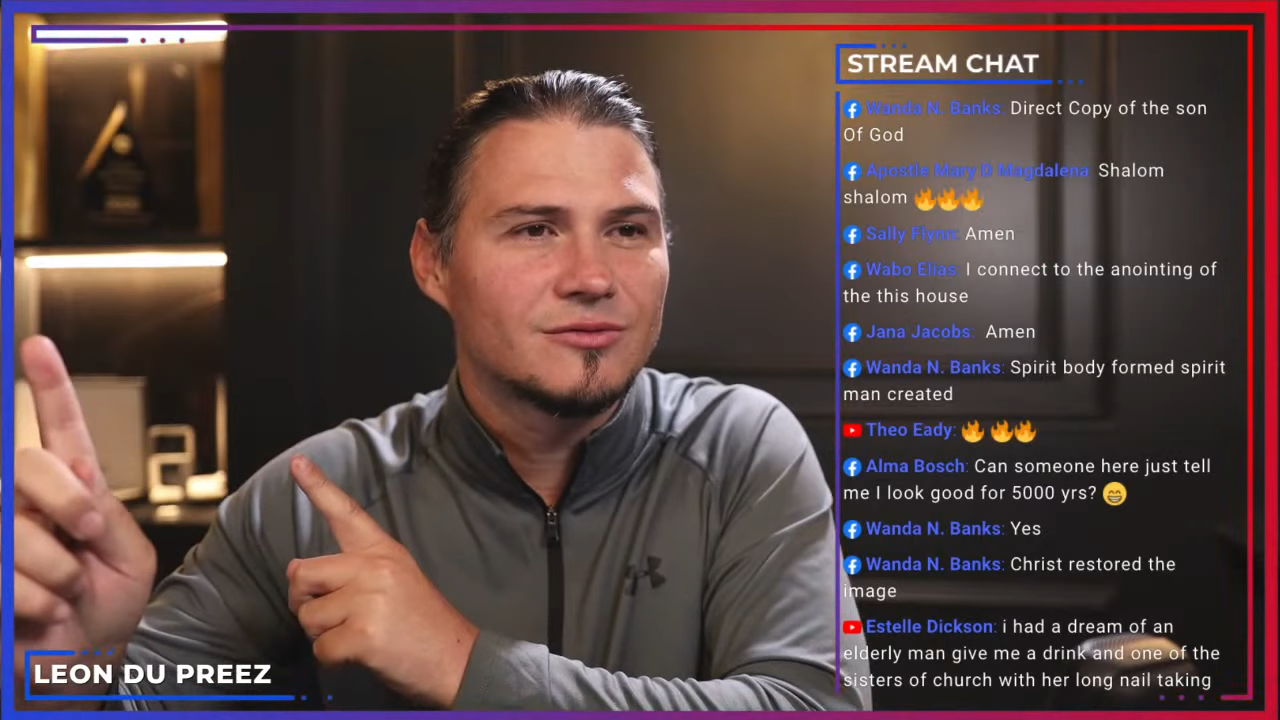 STREAM CHAT
Wanda N. Banks: Direct Copy of the son
Of God
Apostle Mary D Magdalena: Shalom
shalom 🔥🔥🔥
Sally Flynn: Amen
Wabo Elias: I connect to the anointing of
the this house
Jana Jacobs: Amen
Wanda N. Banks: Spirit body formed spirit
man created
Theo Eady: 🔥 🔥🔥
Alma Bosch: Can someone here just tell
me I look good for 5000 yrs? 😁
Wanda N. Banks: Yes
Wanda N. Banks: Christ restored the
image
Estelle Dickson: i had a dream of an
elderly man give me a drink and one of the
sisters of church with her long nail taking
LEON DU PREEZ